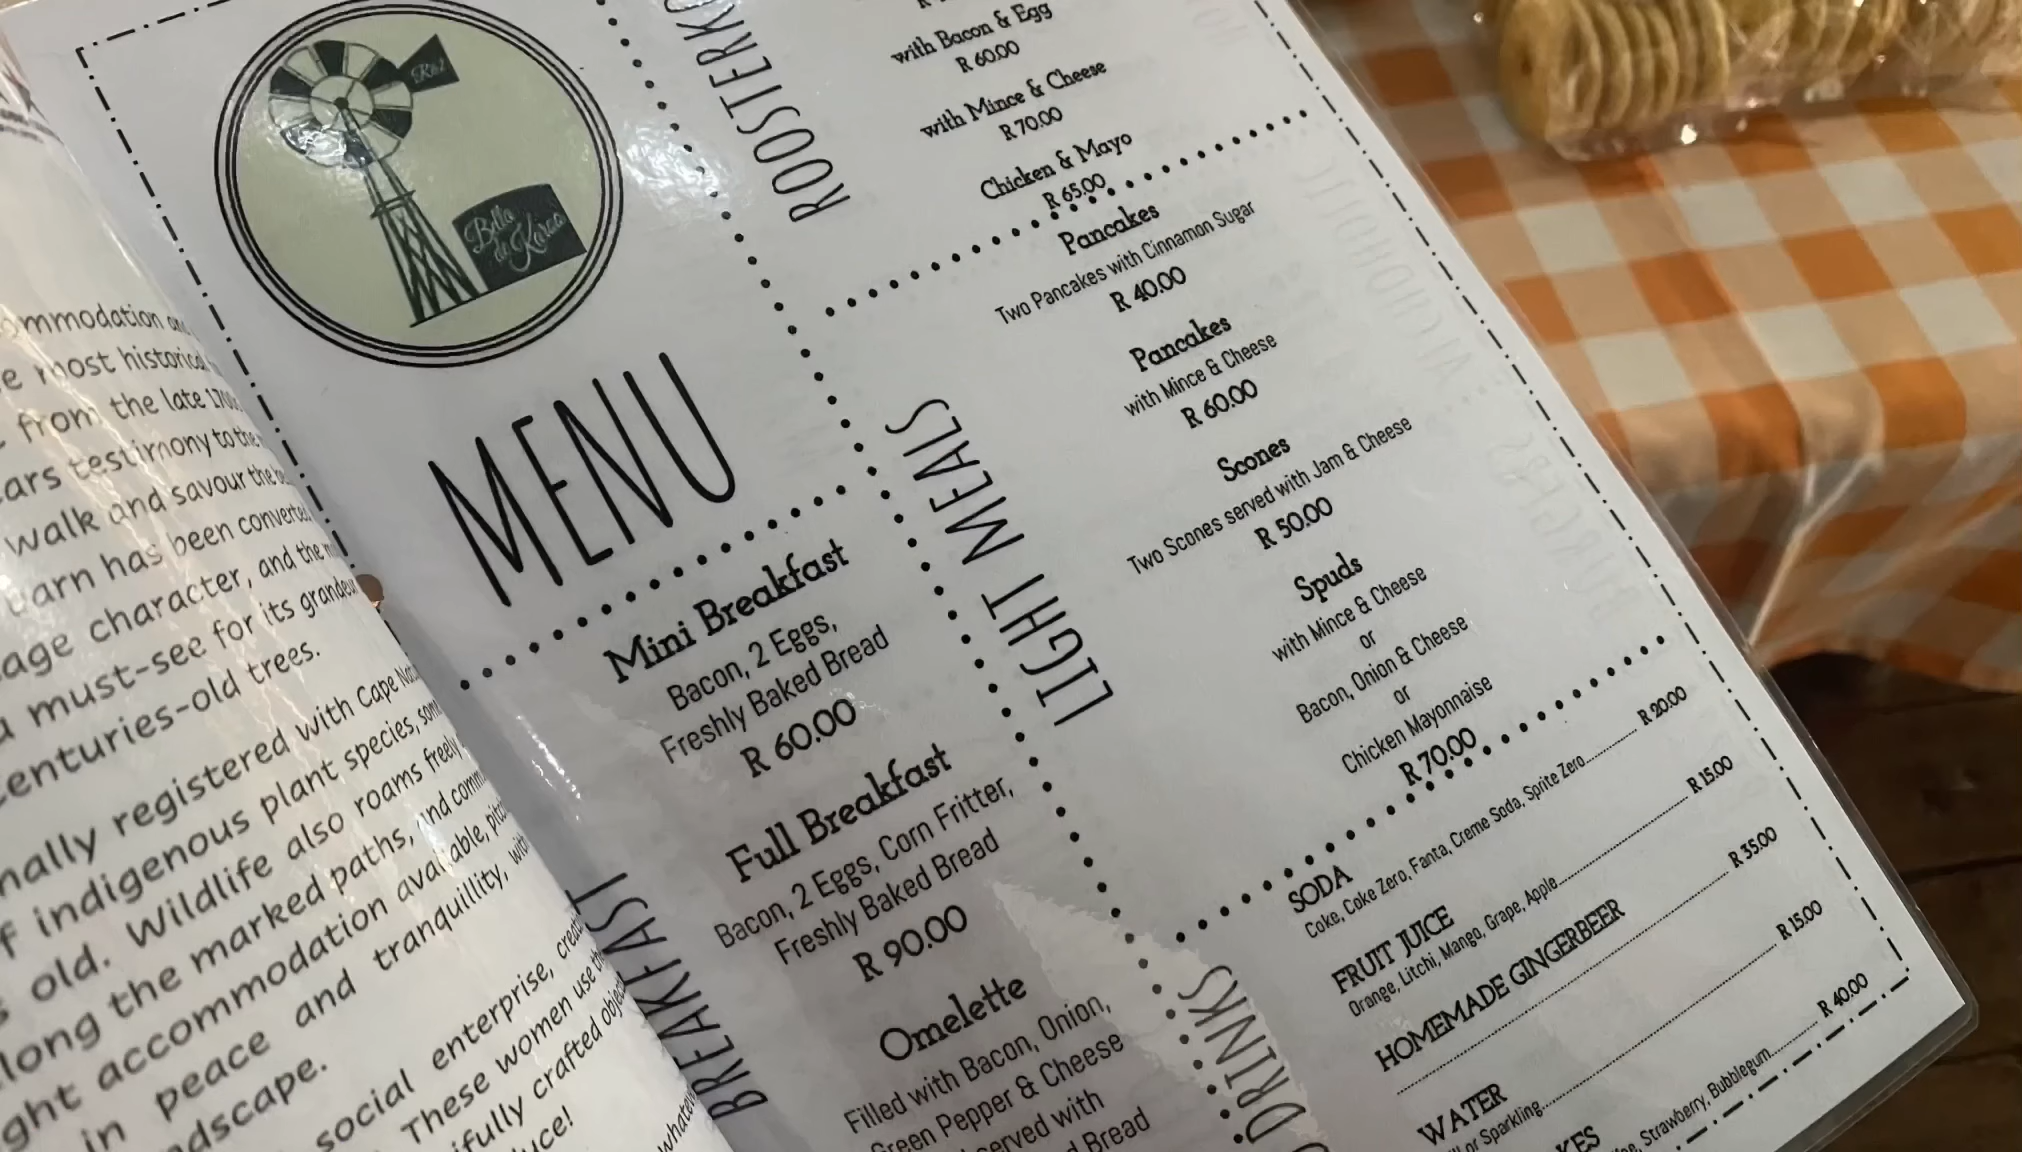 ommodation
e most historical
from the late
ars testimony to the
walk and savour the
barn has been converted
age character, and the
a must-see for its grandeur
centuries-old trees.
nally registered with Cape
f indigenous plant species,
s old. Wildlife also roams freely
long the marked paths, and
ght accommodation available,
in peace and tranquillity,
ndscape.
social enterprise,
These women use
ifully crafted
uce!
whatev
Bella
de Karoo
MENU
BREAKFAST
Mini Breakfast
Bacon, 2 Eggs,
Freshly Baked Bread
R 60.00
Full Breakfast
Bacon, 2 Eggs, Corn Fritter,
Freshly Baked Bread
R 90.00
Omelette
Filled with Bacon, Onion,
Green Pepper & Cheese
served with
Bread
ROOSTERKO
with Bacon & Egg
R 60.00
with Mince & Cheese
R 70.00
Chicken & Mayo
R 65.00
LIGHT MEALS
Pancakes
Two Pancakes with Cinnamon Sugar
R 40.00
Pancakes
with Mince & Cheese
R 60.00
Scones
Two Scones served with Jam & Cheese
R 50.00
Spuds
with Mince & Cheese
or
Bacon, Onion & Cheese
or
Chicken Mayonnaise
R 70.00
DRINKS
SODA
Coke, Coke Zero, Fanta, Creme Soda, Sprite Zero R 20.00
FRUIT JUICE
Orange, Litchi, Mango, Grape, Apple R 15.00
HOMEMADE GINGERBEER
R 35.00
WATER
or Sparkling R 15.00
KES
Strawberry, Bubblegum R 40.00